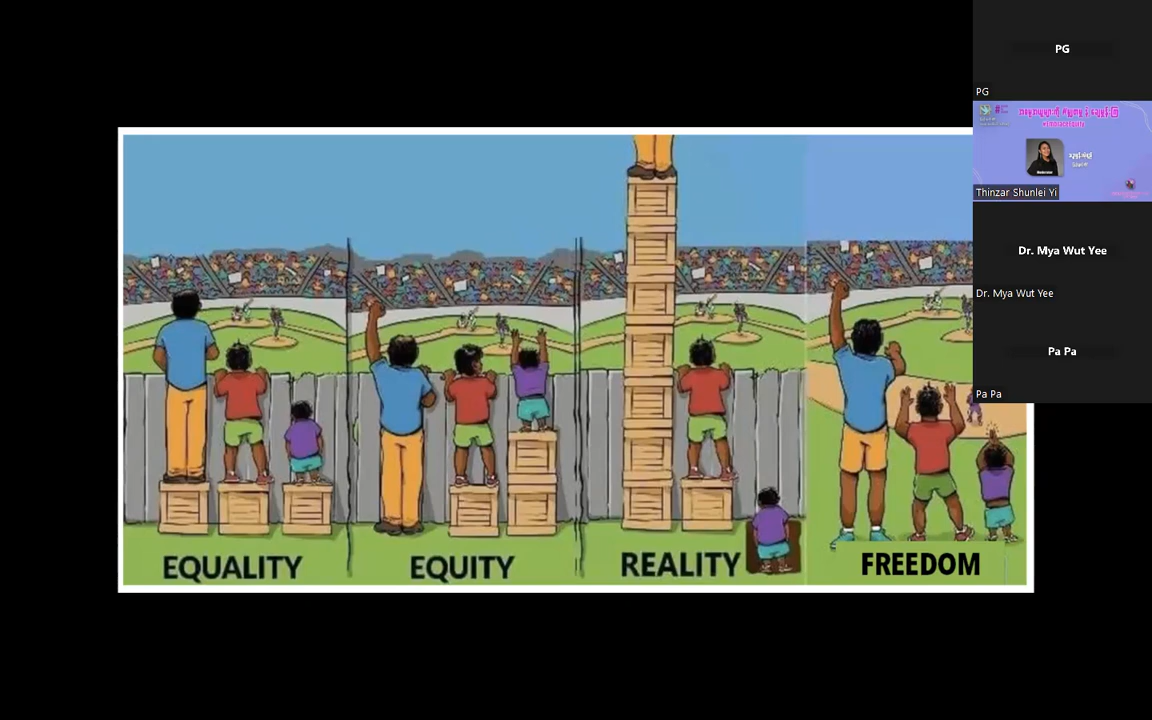 EQUALITY
EQUITY
REALITY
FREEDOM
PG
PG
Thinzar Shunlei Yi
Dr. Mya Wut Yee
Dr. Mya Wut Yee
Pa Pa
Pa Pa